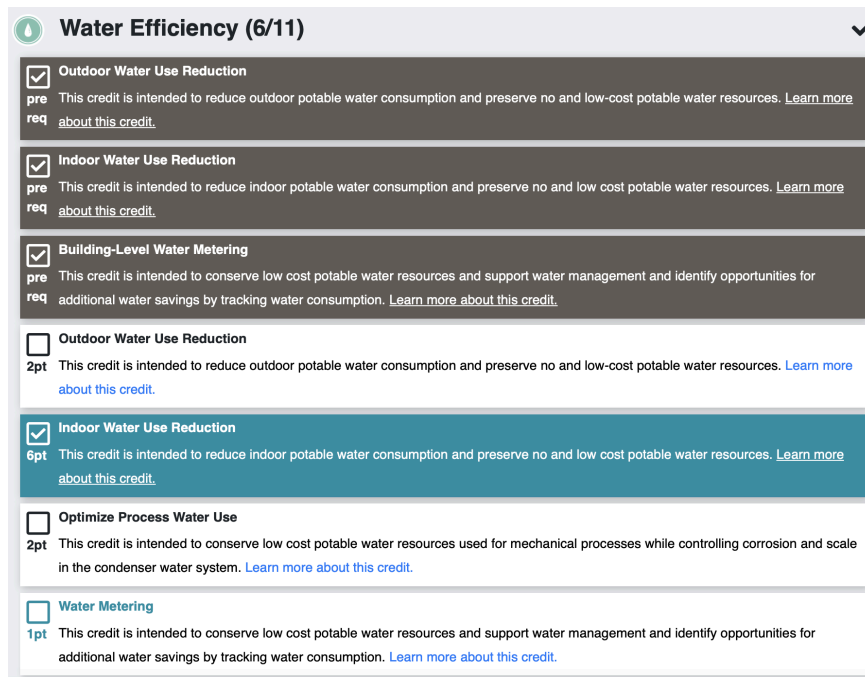 Water Efficiency (6/11)
Outdoor Water Use Reduction
pre This credit is intended to reduce outdoor potable water consumption and preserve no and low-cost potable water resources. Learn more
req about this credit.
Indoor Water Use Reduction
pre This credit is intended to reduce indoor potable water consumption and preserve no and low cost potable water resources. Learn more
req about this credit.
Building-Level Water Metering
pre This credit is intended to conserve low cost potable water resources and support water management and identify opportunities for
req additional water savings by tracking water consumption. Learn more about this credit.
Outdoor Water Use Reduction
2pt This credit is intended to reduce outdoor potable water consumption and preserve no and low-cost potable water resources. Learn more
about this credit.
Indoor Water Use Reduction
6pt This credit is intended to reduce indoor potable water consumption and preserve no and low cost potable water resources. Learn more
about this credit.
Optimize Process Water Use
2pt This credit is intended to conserve low cost potable water resources used for mechanical processes while controlling corrosion and scale
in the condenser water system. Learn more about this credit.
Water Metering
1pt This credit is intended to conserve low cost potable water resources and support water management and identify opportunities for
additional water savings by tracking water consumption. Learn more about this credit.